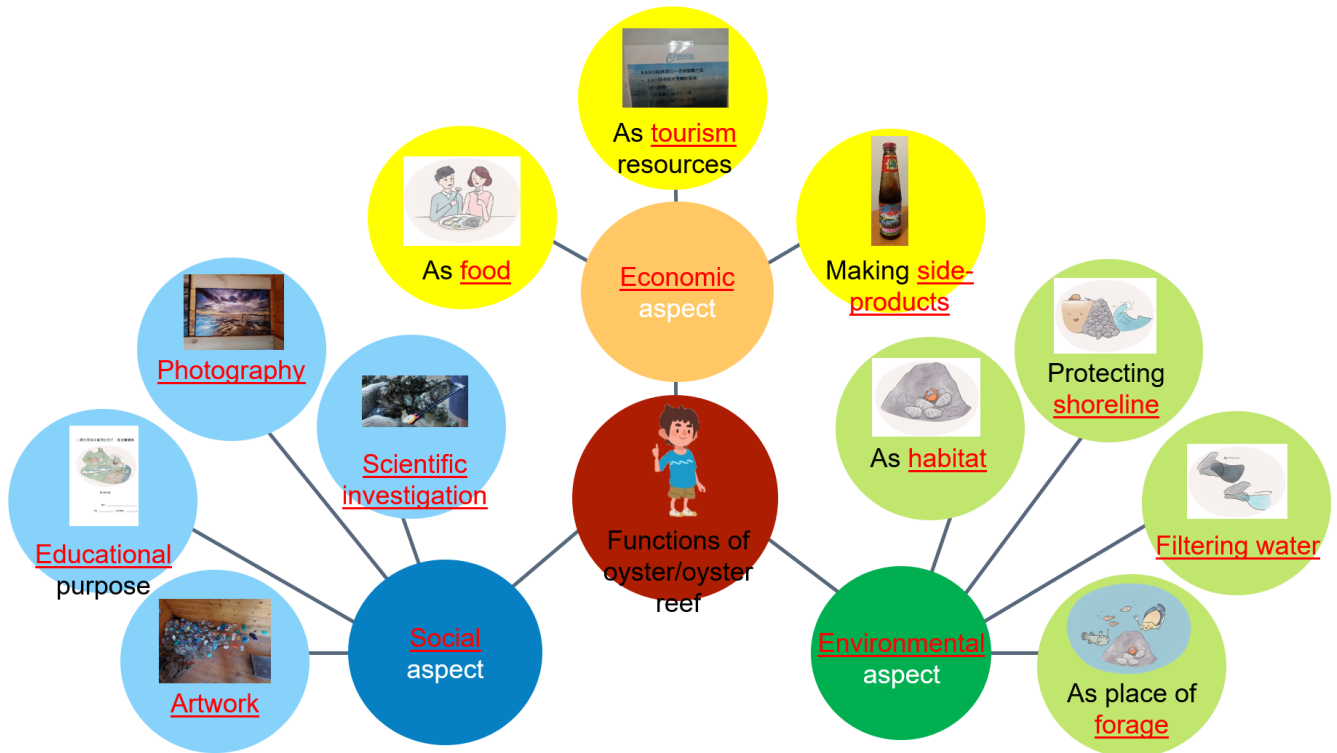 As tourism
resources
As food
Making side-
products
Economic
aspect
Photography
Scientific
investigation
Educational
purpose
Artwork
Social
aspect
Functions of
oyster/oyster
reef
As habitat
Protecting
shoreline
Filtering water
As place of
forage
Environmental
aspect